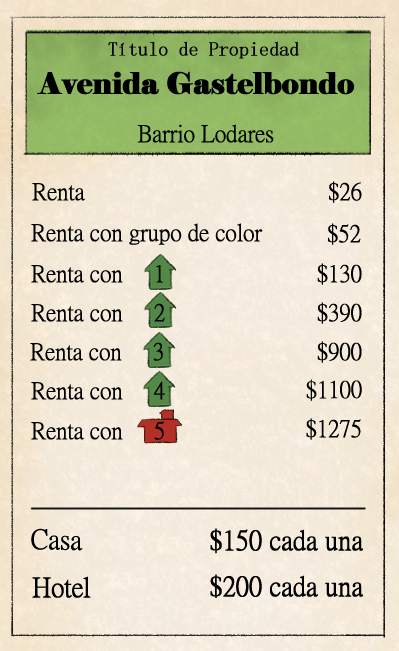 Título de Propiedad
Avenida Gastelbondo
Barrio Lodares
Renta $26
Renta con grupo de color $52
Renta con 1 $130
Renta con 2 $390
Renta con 3 $900
Renta con 4 $1100
Renta con 5 $1275
Casa $150 cada una
Hotel $200 cada una